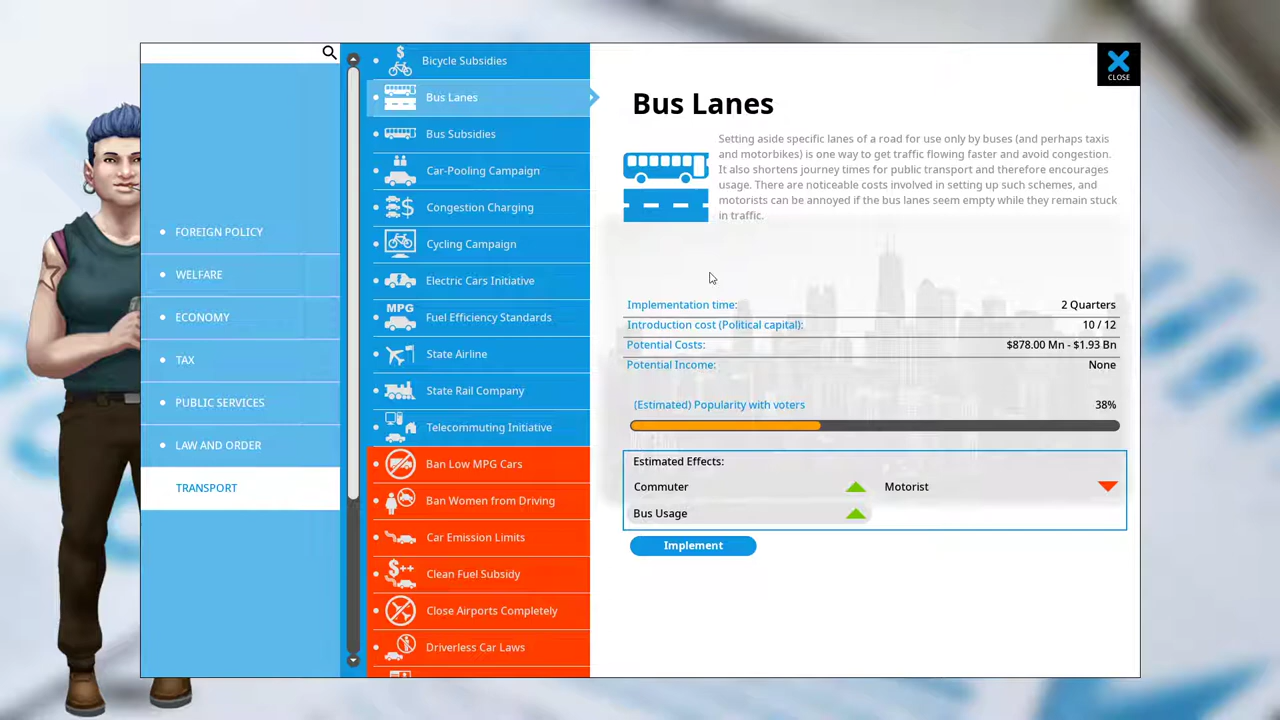 CLOSE
FOREIGN POLICY
WELFARE
ECONOMY
TAX
PUBLIC SERVICES
LAW AND ORDER
TRANSPORT
$
Bicycle Subsidies
Bus Lanes
Bus Subsidies
Car-Pooling Campaign
$
Congestion Charging
Cycling Campaign
Electric Cars Initiative
MPG
Fuel Efficiency Standards
State Airline
State Rail Company
Telecommuting Initiative
Ban Low MPG Cars
Ban Women from Driving
Car Emission Limits
$++
Clean Fuel Subsidy
Close Airports Completely
Driverless Car Laws
Bus Lanes
Setting aside specific lanes of a road for use only by buses (and perhaps taxis
and motorbikes) is one way to get traffic flowing faster and avoid congestion.
It also shortens journey times for public transport and therefore encourages
usage. There are noticeable costs involved in setting up such schemes, and
motorists can be annoyed if the bus lanes seem empty while they remain stuck
in traffic.
Implementation time: 2 Quarters
Introduction cost (Political capital): 10 / 12
Potential Costs: $878.00 Mn - $1.93 Bn
Potential Income: None
(Estimated) Popularity with voters 38%
Estimated Effects:
Commuter Motorist
Bus Usage
Implement